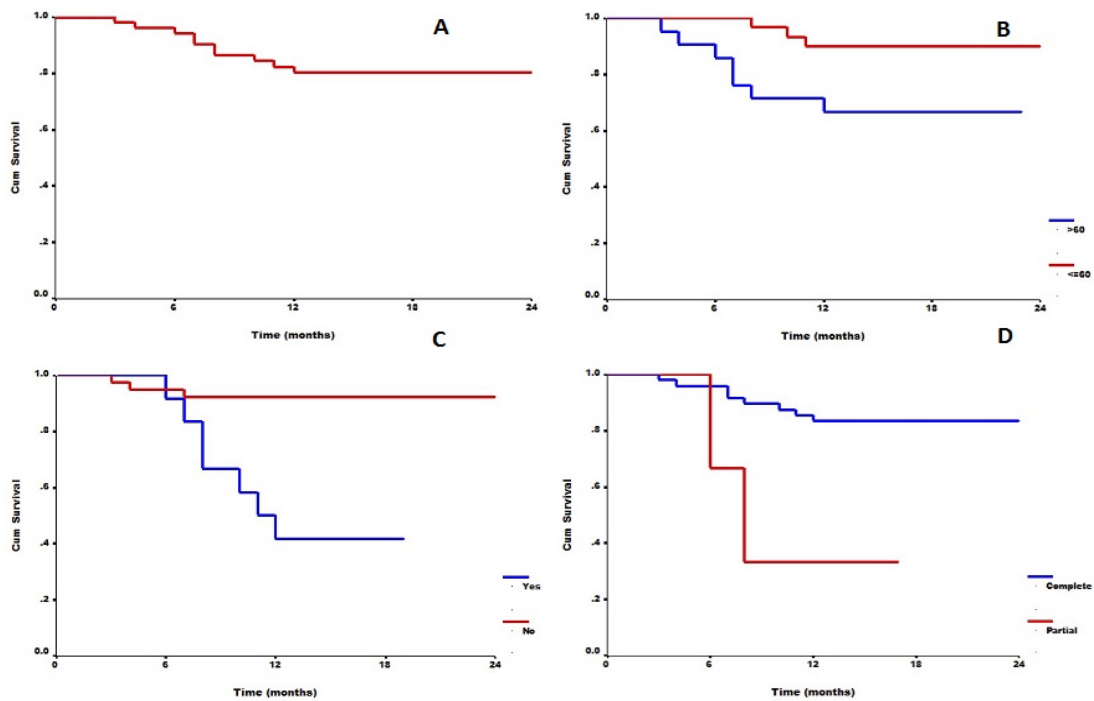 A
1.0
.8
.6
.4
.2
0.0
Cum Survival
0 6 12 18 24
Time (months)
B
1.0
.8
.6
.4
.2
0.0
Cum Survival
>60
<=60
0 6 12 18 24
Time (months)
C
1.0
.8
.6
.4
.2
0.0
Cum Survival
Yes
No
0 6 12 18 24
Time (months)
D
1.0
.8
.6
.4
.2
0.0
Cum Survival
Complete
Partial
0 6 12 18 24
Time (months)